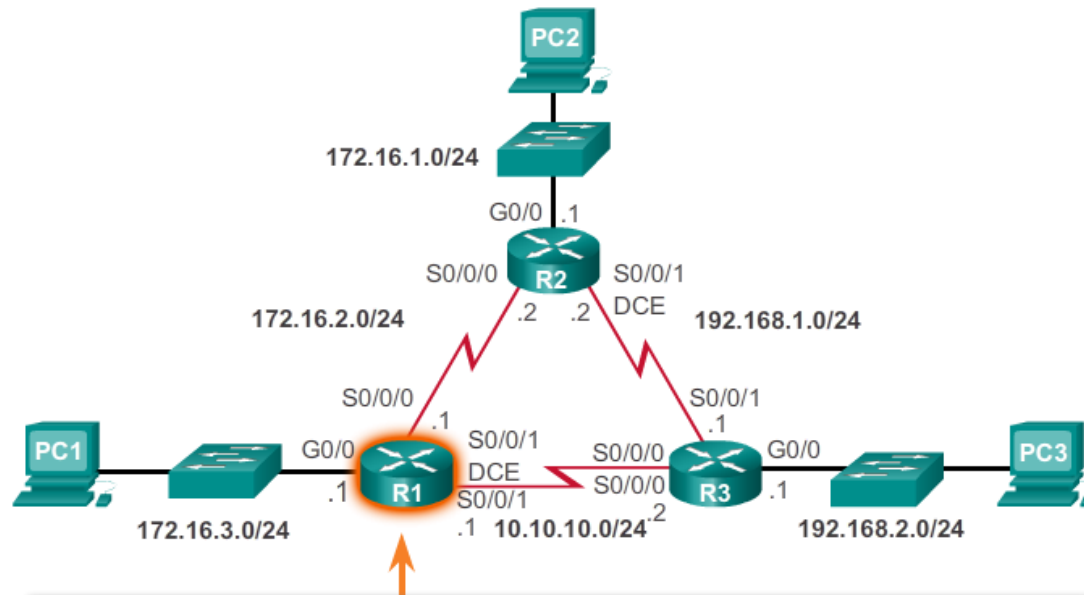 PC2
172.16.1.0/24
G0/0 .1
S0/0/0 R2 S0/0/1
.2 .2 DCE
172.16.2.0/24 192.168.1.0/24
S0/0/0 .1
S0/0/1 .1
PC1 G0/0 .1 R1
S0/0/1
DCE
S0/0/1
.1
S0/0/0
S0/0/0
.2
R3 G0/0 .1 PC3
172.16.3.0/24 10.10.10.0/24 192.168.2.0/24